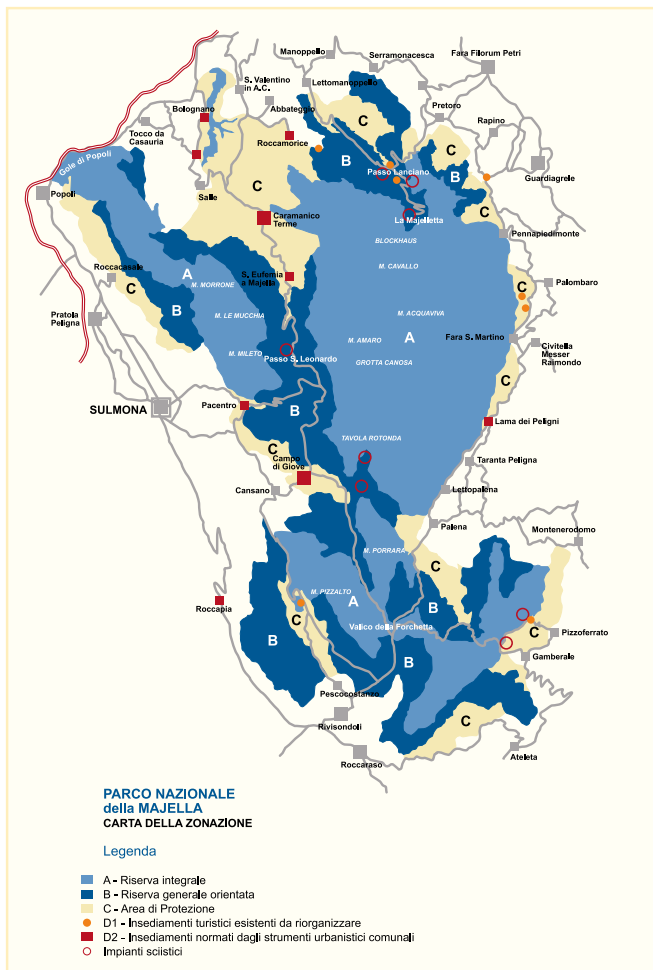 Manoppello
Serramonacesca
Fara Filorum Petri
S. Valentino
in A.C.
Lettomanoppello
Bolognano
Abbateggio
Pretoro
Tocco da
Casauria
Rapino
Roccamorice
C
B
Gole di Popoli
Passo Lanciano
C
B
Guardiagrele
Popoli
Salle
C
C
Caramanico
Terme
La Majelletta
Pennapiedimonte
BLOCKHAUS
Roccacasale
A
M. CAVALLO
S. Eufemia
a Majella
M. MORRONE
C
Palombaro
C
B
Pratola
Peligna
M. LE MUCCHIA
M. ACQUAVIVA
M. AMARO
A
Fara S. Martino
Civitella
Messer
Raimondo
M. MILETO
Passo S. Leonardo
GROTTA CANOSA
C
SULMONA
Pacentro
B
Lama dei Peligni
C
TAVOLA ROTONDA
Campo
di Giove
Taranta Peligna
Cansano
Lettopalena
Palena
Montenerodomo
M. PORRARA
C
M. PIZZALTO
A
Roccapia
C
B
Valico della Forchetta
C
Pizzoferrato
B
B
Gamberale
Pescocostanzo
C
Rivisondoli
Roccaraso
Ateleta
PARCO NAZIONALE
della MAJELLA
CARTA DELLA ZONAZIONE
Legenda
A - Riserva integrale
B - Riserva generale orientata
C - Area di Protezione
D1 - Insediamenti turistici esistenti da riorganizzare
D2 - Insediamenti normati dagli strumenti urbanistici comunali
Impianti sciistici